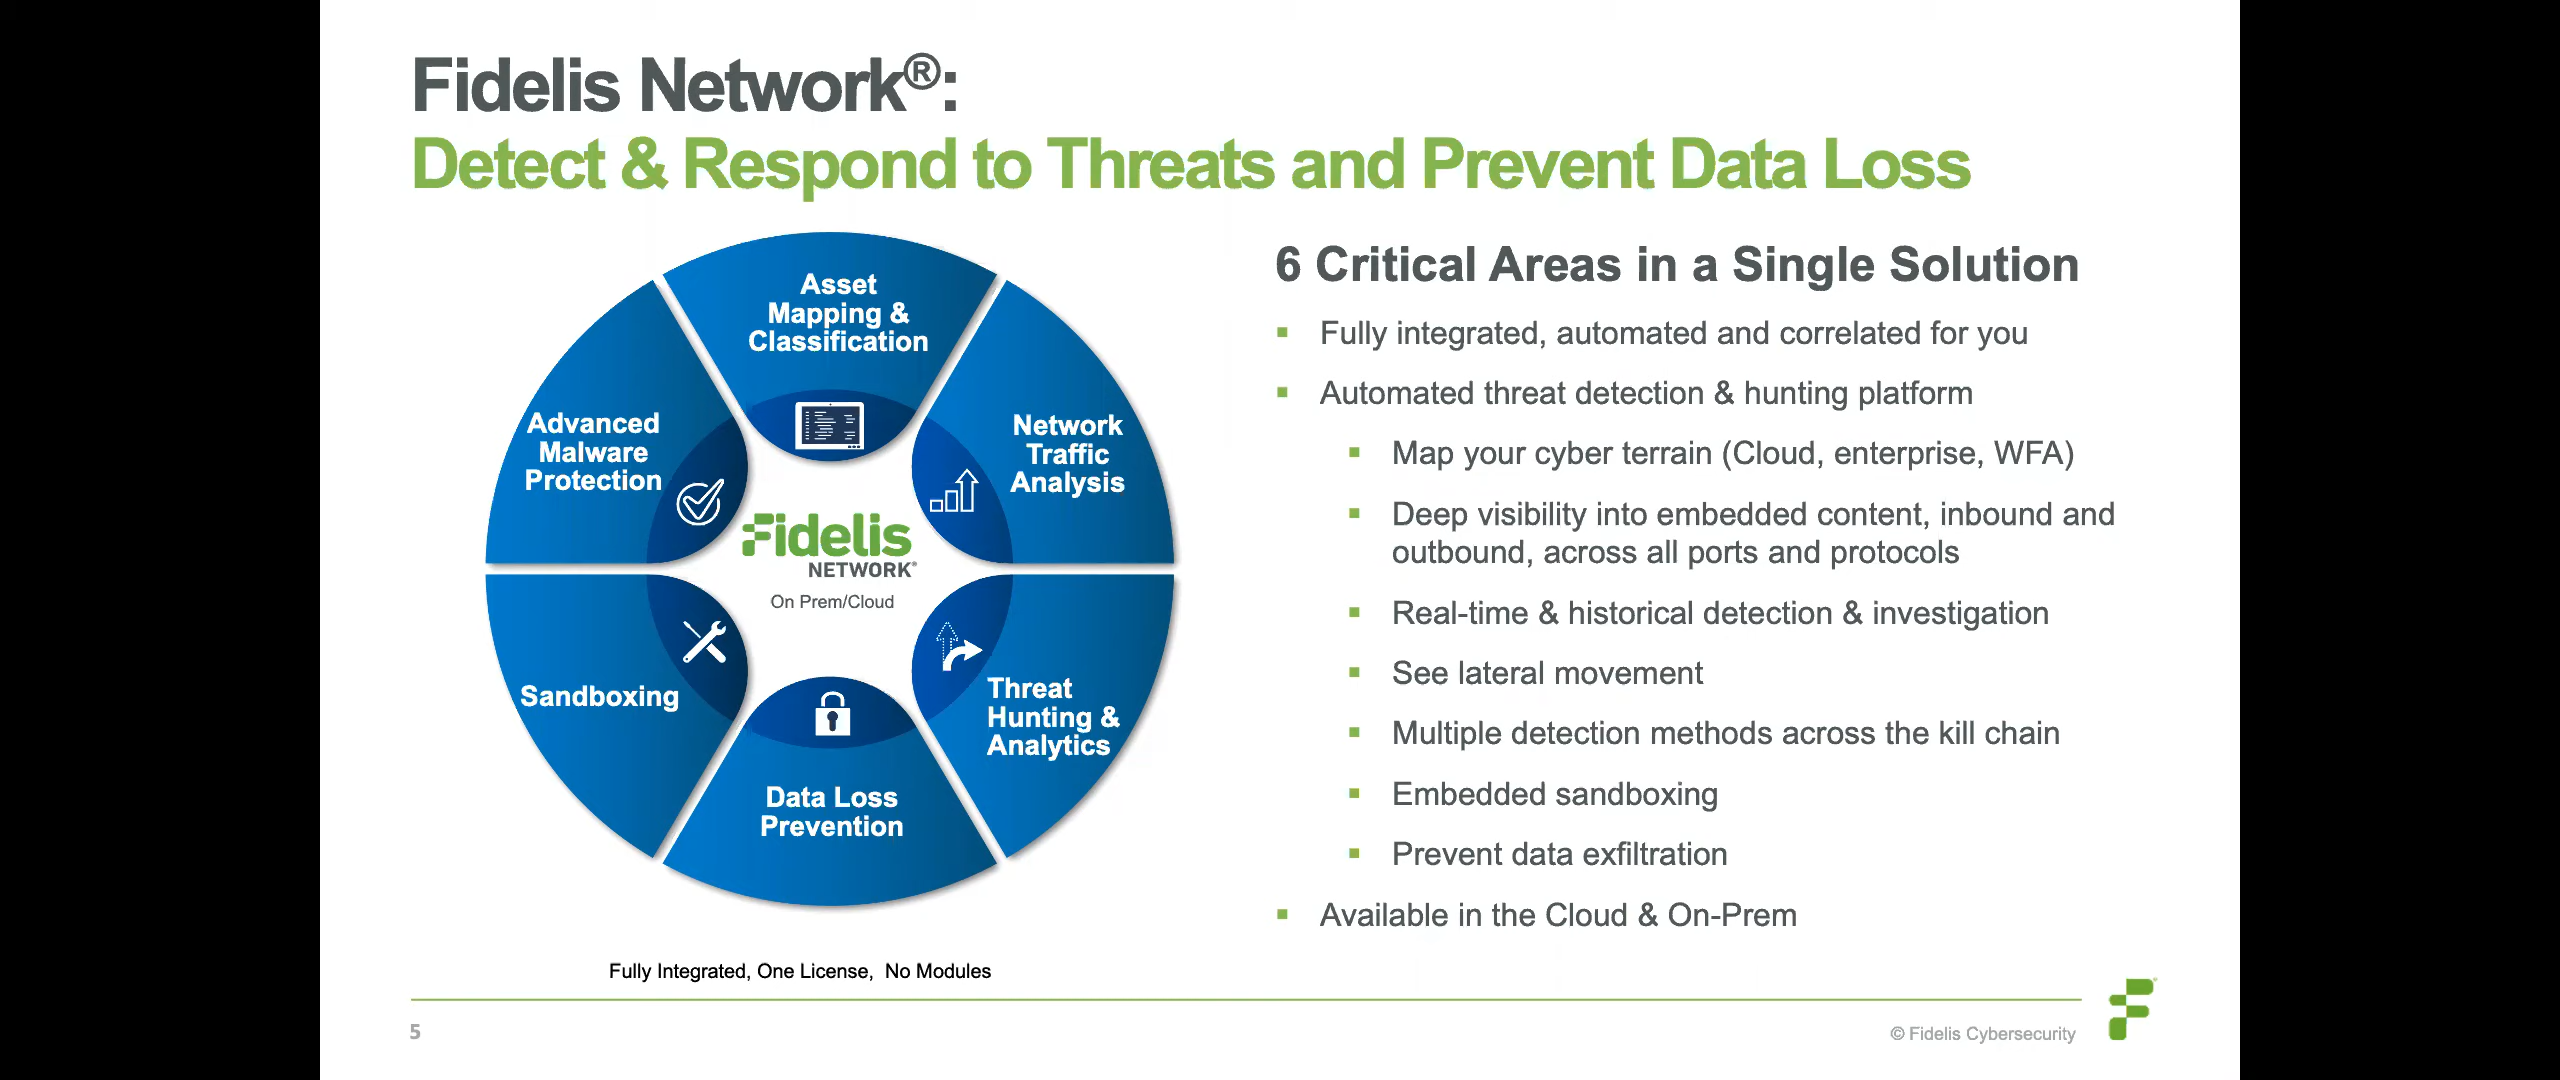 Fidelis Network®:
Detect & Respond to Threats and Prevent Data Loss
Asset
Mapping &
Classification
Network
Traffic
Analysis
Threat
Hunting &
Analytics
Data Loss
Prevention
Sandboxing
Advanced
Malware
Protection
Fidelis
NETWORK®
On Prem/Cloud
Fully Integrated, One License, No Modules
6 Critical Areas in a Single Solution
▪ Fully integrated, automated and correlated for you
▪ Automated threat detection & hunting platform
▪ Map your cyber terrain (Cloud, enterprise, WFA)
▪ Deep visibility into embedded content, inbound and
outbound, across all ports and protocols
▪ Real-time & historical detection & investigation
▪ See lateral movement
▪ Multiple detection methods across the kill chain
▪ Embedded sandboxing
▪ Prevent data exfiltration
▪ Available in the Cloud & On-Prem
5
© Fidelis Cybersecurity